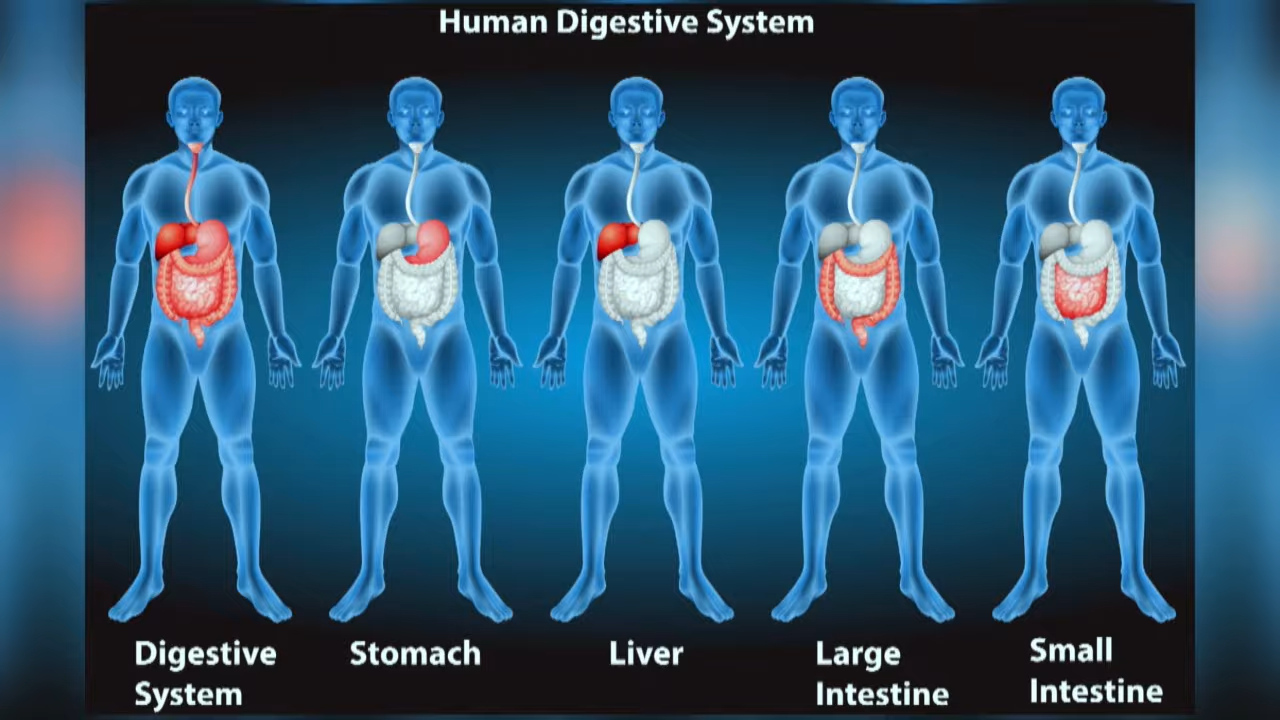 Human Digestive System
Digestive
System
Stomach
Liver
Large
Intestine
Small
Intestine